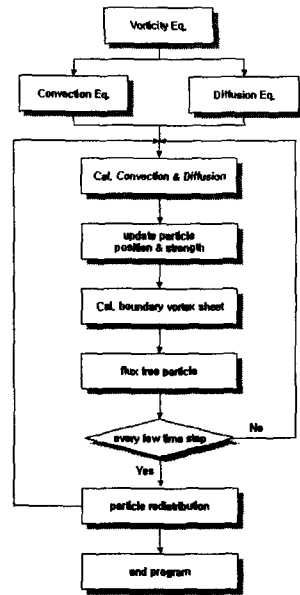 Vorticity Eq.
Convection Eq.
Diffusion Eq.
Cal. Convection & Diffusion
update particle
position & strength
Cal. boundary vortex sheet
flux free particle
every few time step
No
Yes
particle redistribution
end program